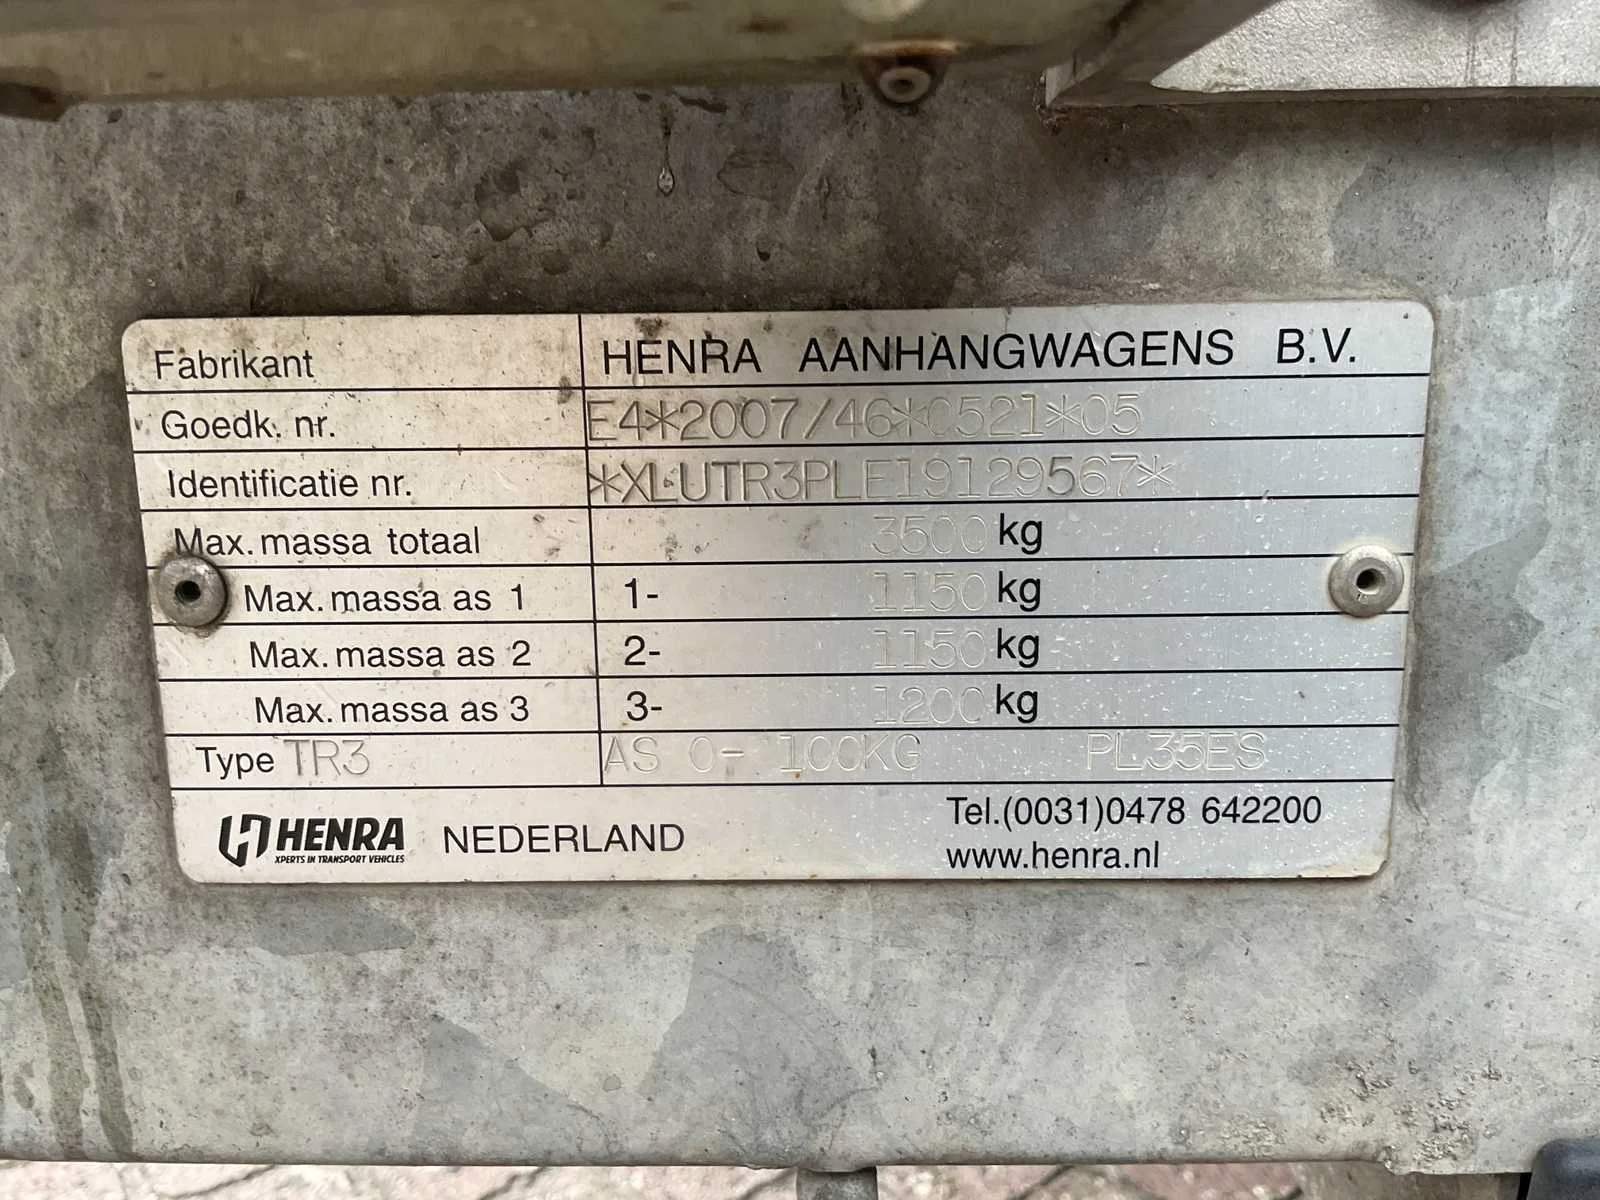 Fabrikant HENRA AANHANGWAGENS B.V.
Goedk. nr. E4*2007/46*0521*05
Identificatie nr. *XLUTR3PLE19129567*
Max. massa totaal 3500 kg
Max. massa as 1 1- 1150 kg
Max. massa as 2 2- 1150 kg
Max. massa as 3 3- 1200 kg
Type TR3 AS 0- 100KG PL35ES
HENRA NEDERLAND Tel.(0031)0478 642200
XPERTS IN TRANSPORT VEHICLES www.henra.nl